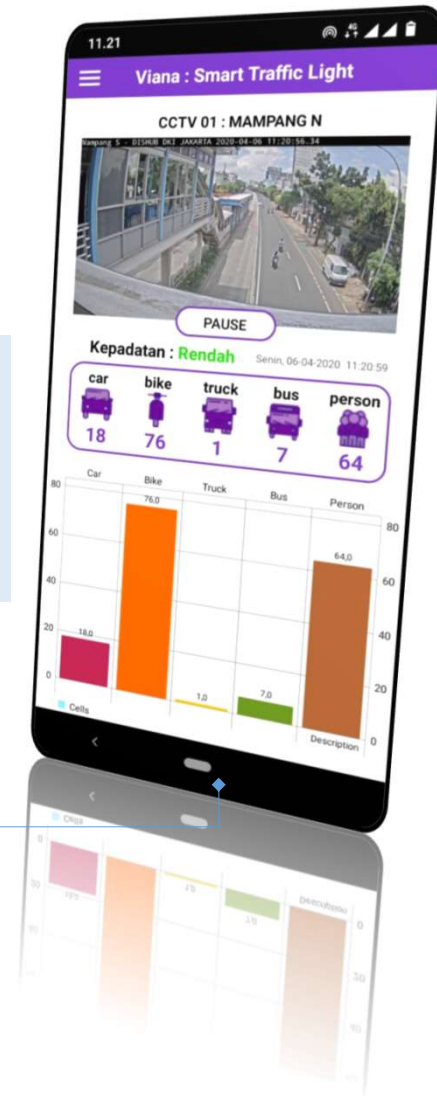 11.21
4G
Viana : Smart Traffic Light
CCTV 01 : MAMPANG N
Mampang S - DISHUB DKI JAKARTA 2020-04-06 11:20:56.34
PAUSE
Kepadatan : Rendah Senin, 06-04-2020 11:20:59
car bike truck bus person
18 76 1 7 64
Car Bike Truck Bus Person
80 76,0 80
60 64,0 60
40 40
20 18,0 1,0 7,0 20
0 Description 0
Cells